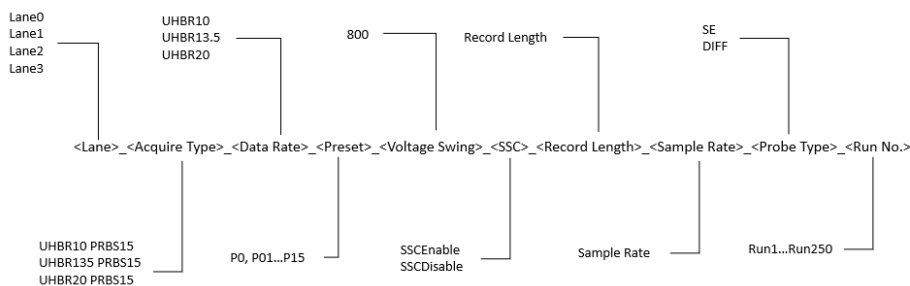 Lane0
Lane1
Lane2
Lane3
UHBR10
UHBR13.5
UHBR20
800
Record Length
SE
DIFF
<Lane>_<Acquire Type>_<Data Rate>_<Preset>_<Voltage Swing>_<SSC>_<Record Length>_<Sample Rate>_<Probe Type>_<Run No.>
UHBR10 PRBS15
UHBR135 PRBS15
UHBR20 PRBS15
P0, P01...P15
SSCEnable
SSCDisable
Sample Rate
Run1...Run250